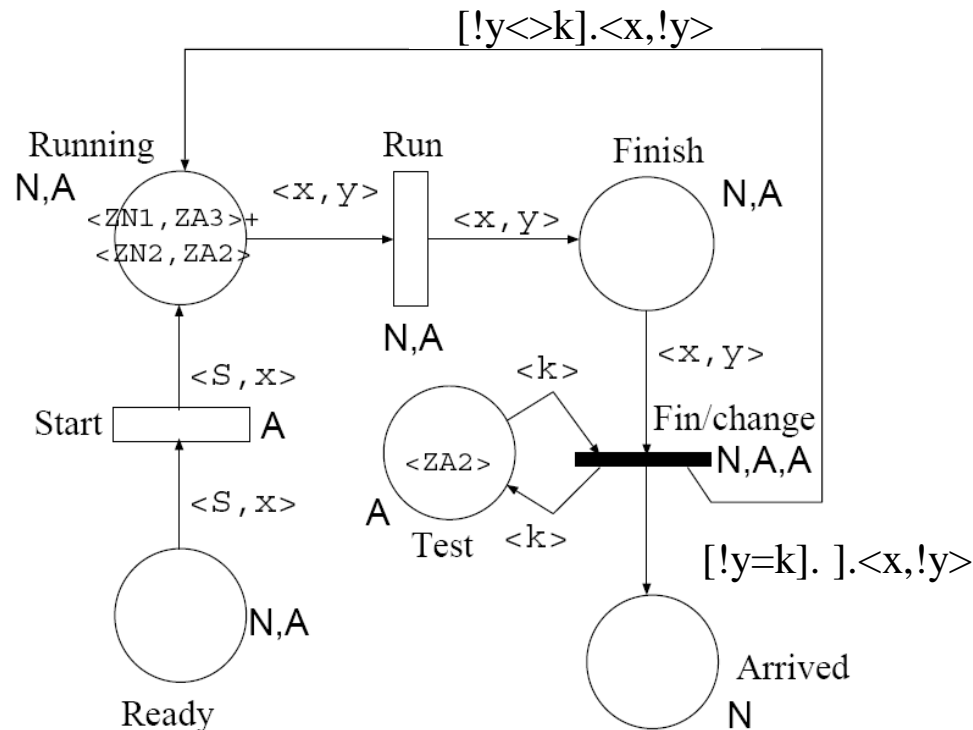 [!y<>k].<x,!y>
Running
N,A
<ZN1,ZA3>+
<ZN2,ZA2>
<x,y>
Run
N,A
<x,y>
Finish
N,A
<S,x>
Start
A
<S,x>
Ready
N,A
<x,y>
<k>
Fin/change
N,A,A
<ZA2>
A
Test
<k>
[!y=k]. ].<x,!y>
Arrived
N